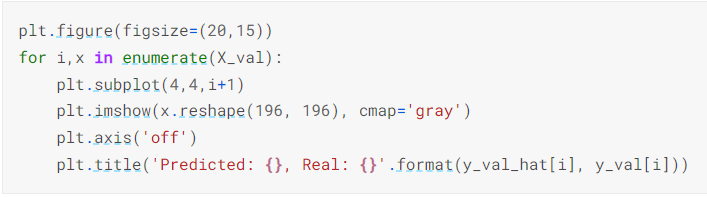 plt.figure(figsize=(20,15))
for i,x in enumerate(X_val):
    plt.subplot(4,4,i+1)
    plt.imshow(x.reshape(196, 196), cmap='gray')
    plt.axis('off')
    plt.title('Predicted: {}, Real: {}'.format(y_val_hat[i], y_val[i]))